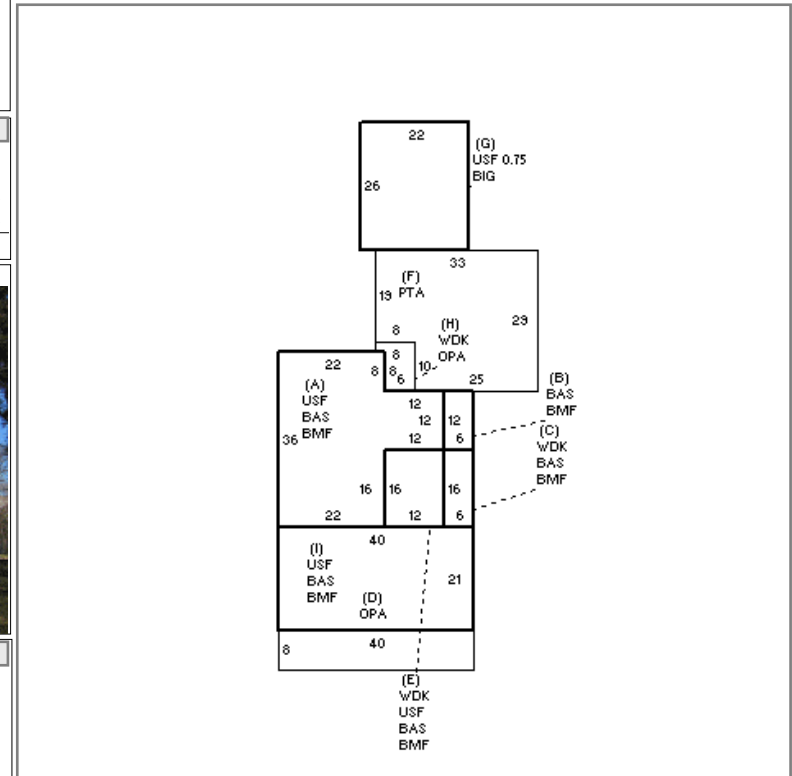 22
(G)
USF 0.75
BIG
26
33
(F)
PTA
19
29
(H)
WDK
OPA
8
8
10
22
8
8
6
25
(A)
USF
BAS
BMF
(B)
BAS
BMF
12
12
12
36
12
6
(C)
WDK
BAS
BMF
16
16
16
22
12
6
40
(I)
USF
BAS
BMF
21
(D)
OPA
40
8
(E)
WDK
USF
BAS
BMF